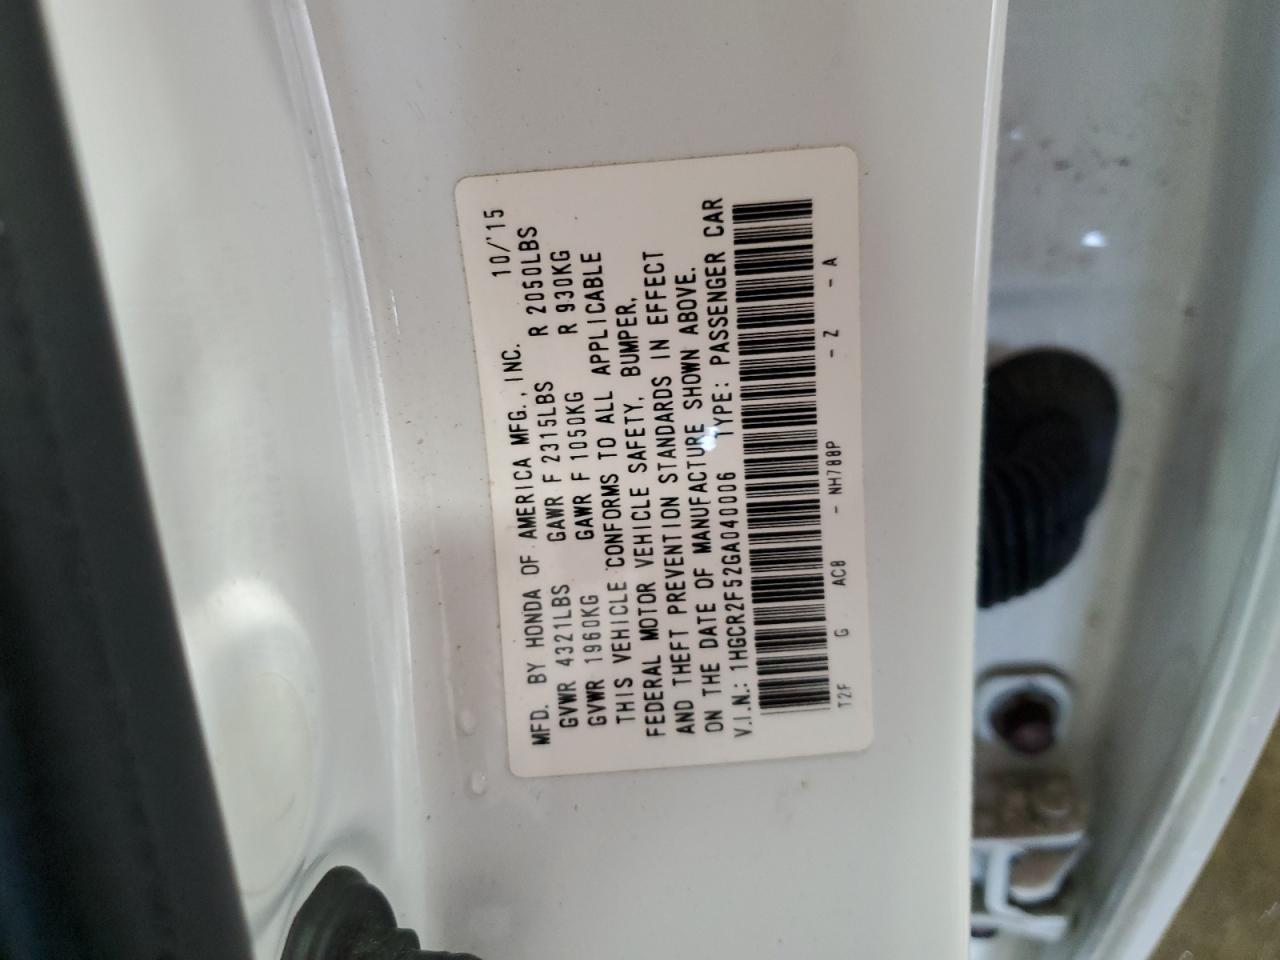 MFD. BY HONDA OF AMERICA MFG., INC. 10/'15
GVWR 4321LBS GAWR F 2315LBS R 2050LBS
GVWR 1960KG GAWR F 1050KG R 930KG
THIS VEHICLE CONFORMS TO ALL APPLICABLE
FEDERAL MOTOR VEHICLE SAFETY, BUMPER,
AND THEFT PREVENTION STANDARDS IN EFFECT
ON THE DATE OF MANUFACTURE SHOWN ABOVE.
V.I.N.: 1HGCR2F52GA040006 TYPE: PASSENGER CAR
T2F G AC8 - NH788P - Z - A